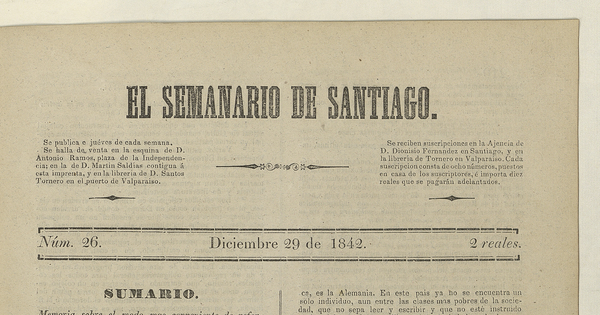 EL SEMANARIO DE SANTIAGO.
Se publica e jueves de cada semana.
Se halla de venta en la esquina de D.
Antonio Ramos, plaza de la Independen-
cia; en la de D. Martin Saldias contigua á
esta imprenta, y en la libreria de D. Santos
Tornero en el puerto de Valparaiso.
Se reciben suscripciones en la Ajencia de
D. Dionisio Fernandez en Santiago, y en
la libreria de Tornero en Valparaiso. Cada
suscripcion consta de ocho números, puestos
en casa de los suscriptores, é importa diez
reales que se pagarán adelantados.
Núm. 26.
Diciembre 29 de 1842.
2 reales.
SUMARIO.
Memoria sobre el modo mas conveniente de
ca, es la Alemania. En este pais ya no se encuentra un
solo individuo, aun entre las clases mas pobres de la socie-
dad, que no sepa leer y escribir y que no esté instruido